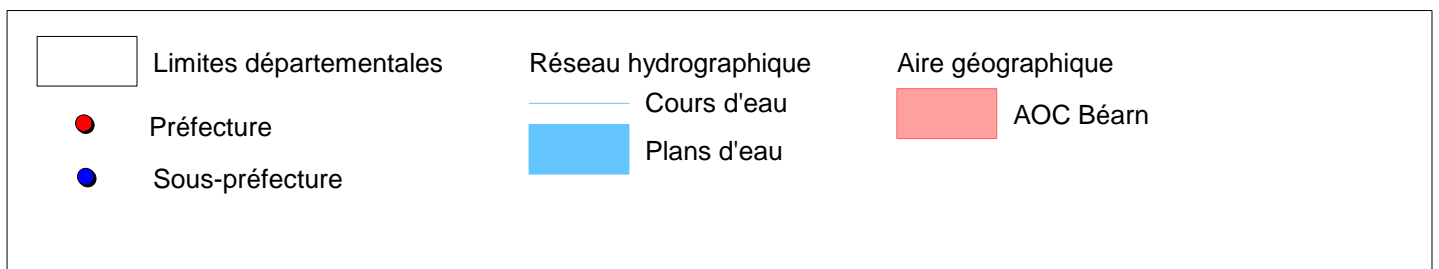 Limites départementales
Préfecture
Sous-préfecture
Réseau hydrographique
Cours d'eau
Plans d'eau
Aire géographique
AOC Béarn